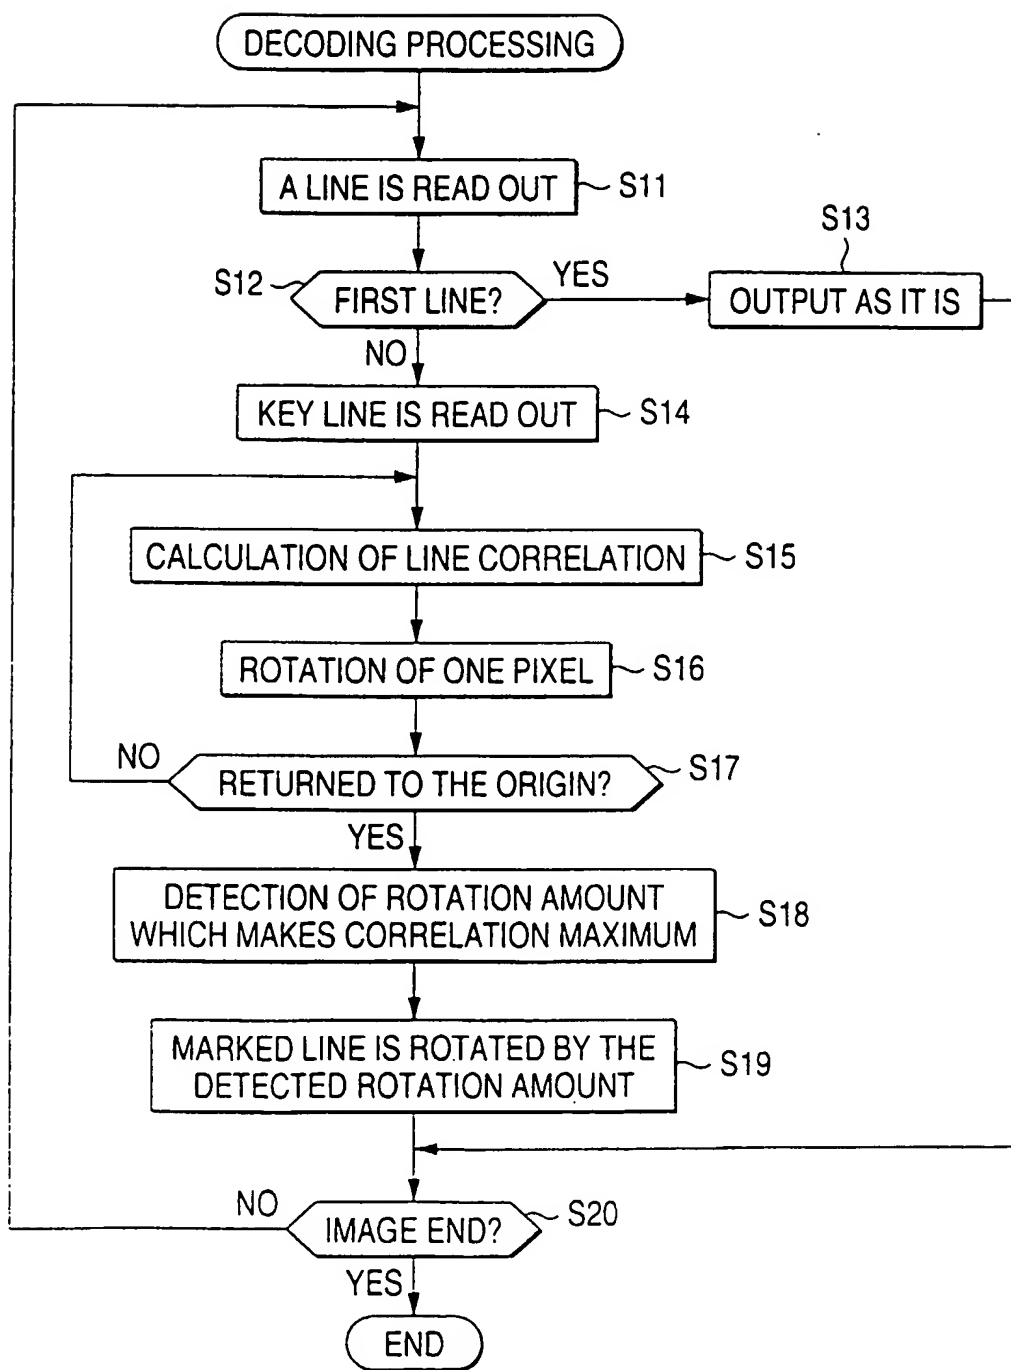 DECODING PROCESSING
A LINE IS READ OUT
S11
S13
S12
FIRST LINE?
YES
OUTPUT AS IT IS
NO
KEY LINE IS READ OUT
S14
CALCULATION OF LINE CORRELATION
S15
ROTATION OF ONE PIXEL
S16
NO
RETURNED TO THE ORIGIN?
S17
YES
DETECTION OF ROTATION AMOUNT
WHICH MAKES CORRELATION MAXIMUM
S18
MARKED LINE IS ROTATED BY THE
DETECTED ROTATION AMOUNT
S19
NO
IMAGE END?
S20
YES
END